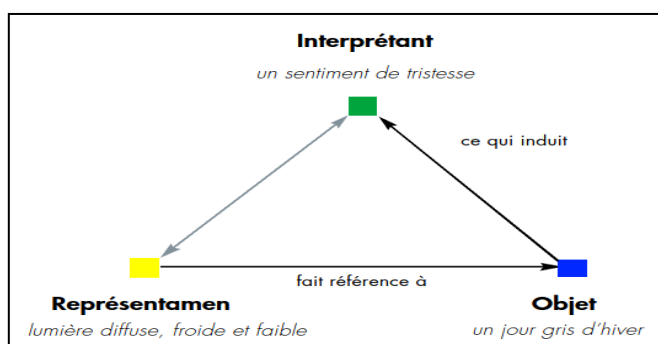 Interprétant
un sentiment de tristesse
ce qui induit
fait référence à
Représentamen
lumière diffuse, froide et faible
Objet
un jour gris d'hiver